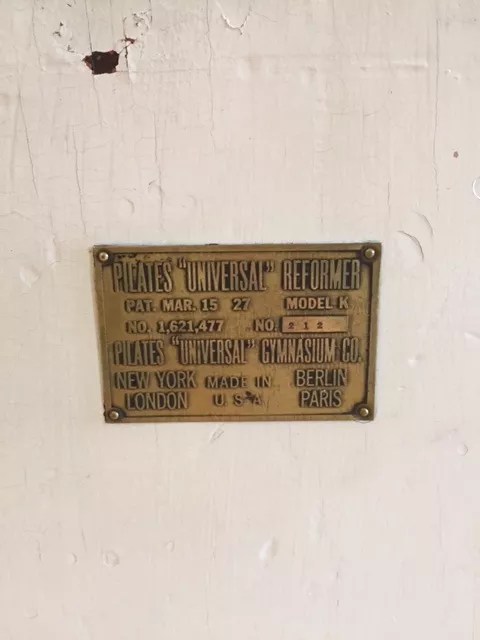 PILATES "UNIVERSAL" REFORMER
PAT. MAR. 15 27 MODEL K
NO. 1,621,477 NO. 212
PILATES "UNIVERSAL" GYMNASIUM CO.
NEW YORK MADE IN BERLIN
LONDON U.S.A. PARIS